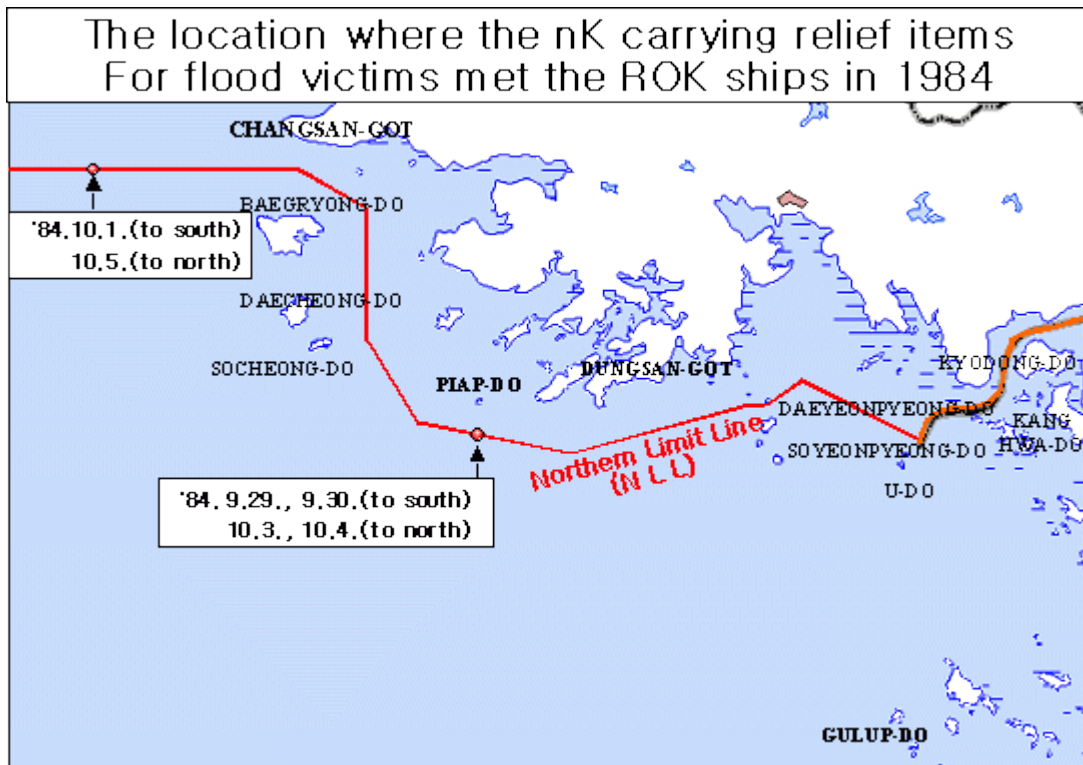 The location where the nK carrying relief items
For flood victims met the ROK ships in 1984
CHANGSAN-GOT
BAEGRYONG-DO
'84.10.1.(to south)
10.5.(to north)
DAECHEONG-DO
SOCHEONG-DO
PIAP-DO
DUNGSAN-GOT
KYODONG-DO
DAEYEONPYEONG-DO
KANG
HWA-DO
SOYEONPYEONG-DO
U-DO
Northern Limit Line
(N L L)
'84.9.29., 9.30.(to south)
10.3., 10.4.(to north)
GULUP-DO